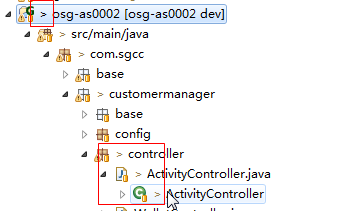 > osg-as0002 [osg-as0002 dev]
> src/main/java
> com.sgcc
base
> customermanager
> base
config
> controller
> ActivityController.java
> ActivityController